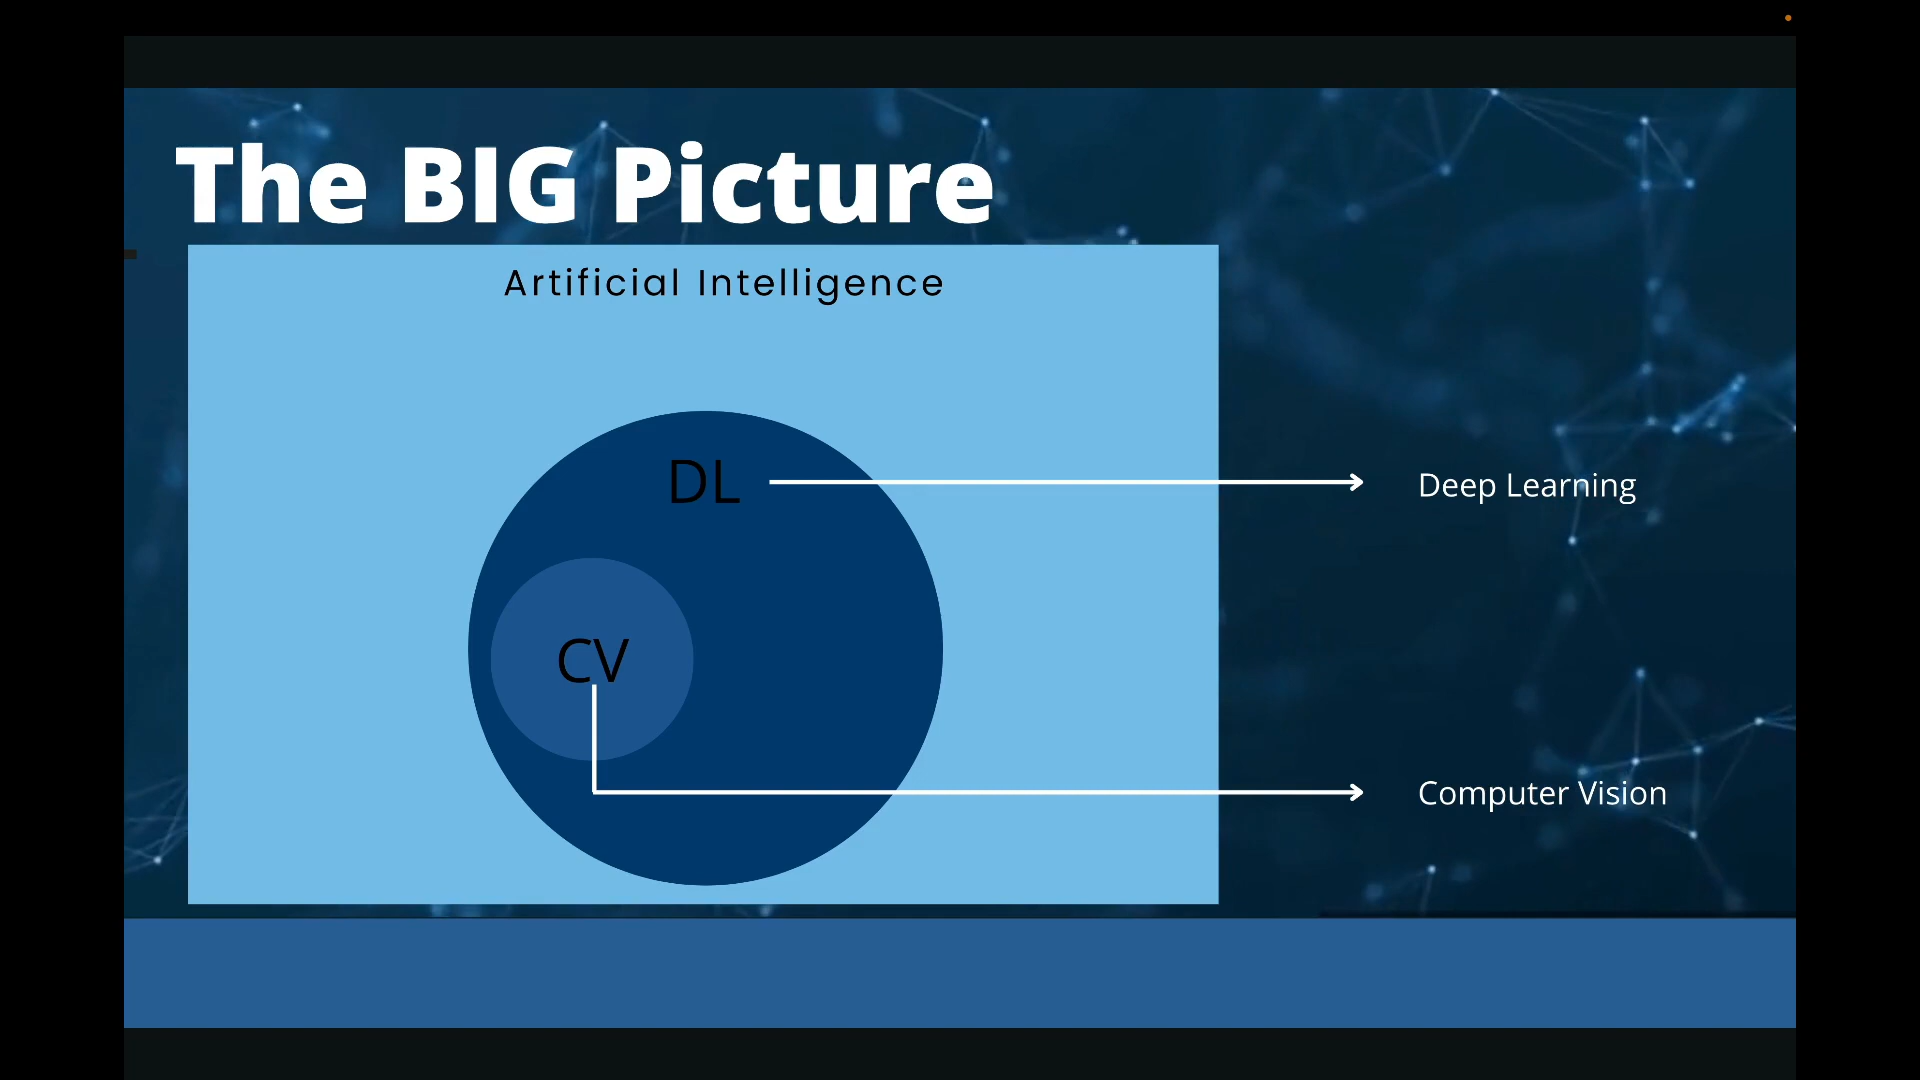 The BIG Picture
Artificial Intelligence
DL
Deep Learning
CV
Computer Vision